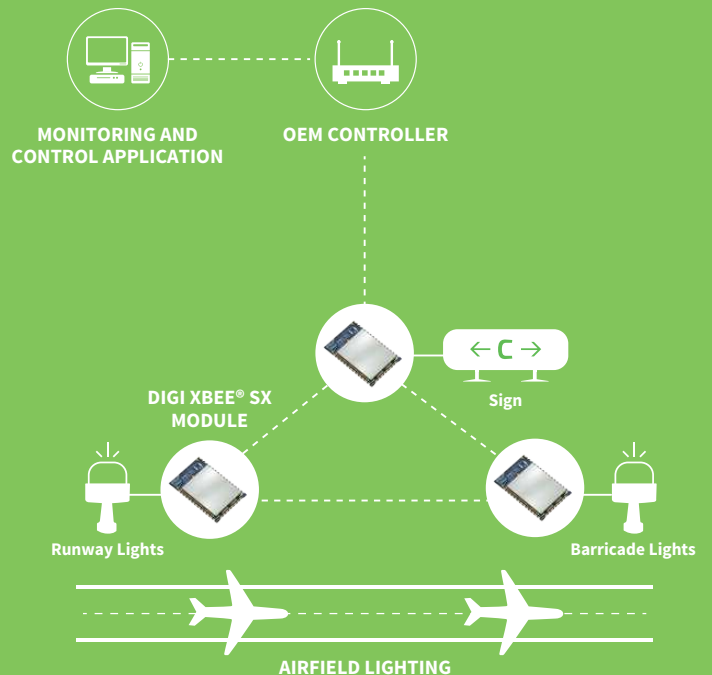 MONITORING AND
CONTROL APPLICATION
OEM CONTROLLER
← C →
Sign
DIGI XBEE® SX
MODULE
Runway Lights
Barricade Lights
AIRFIELD LIGHTING